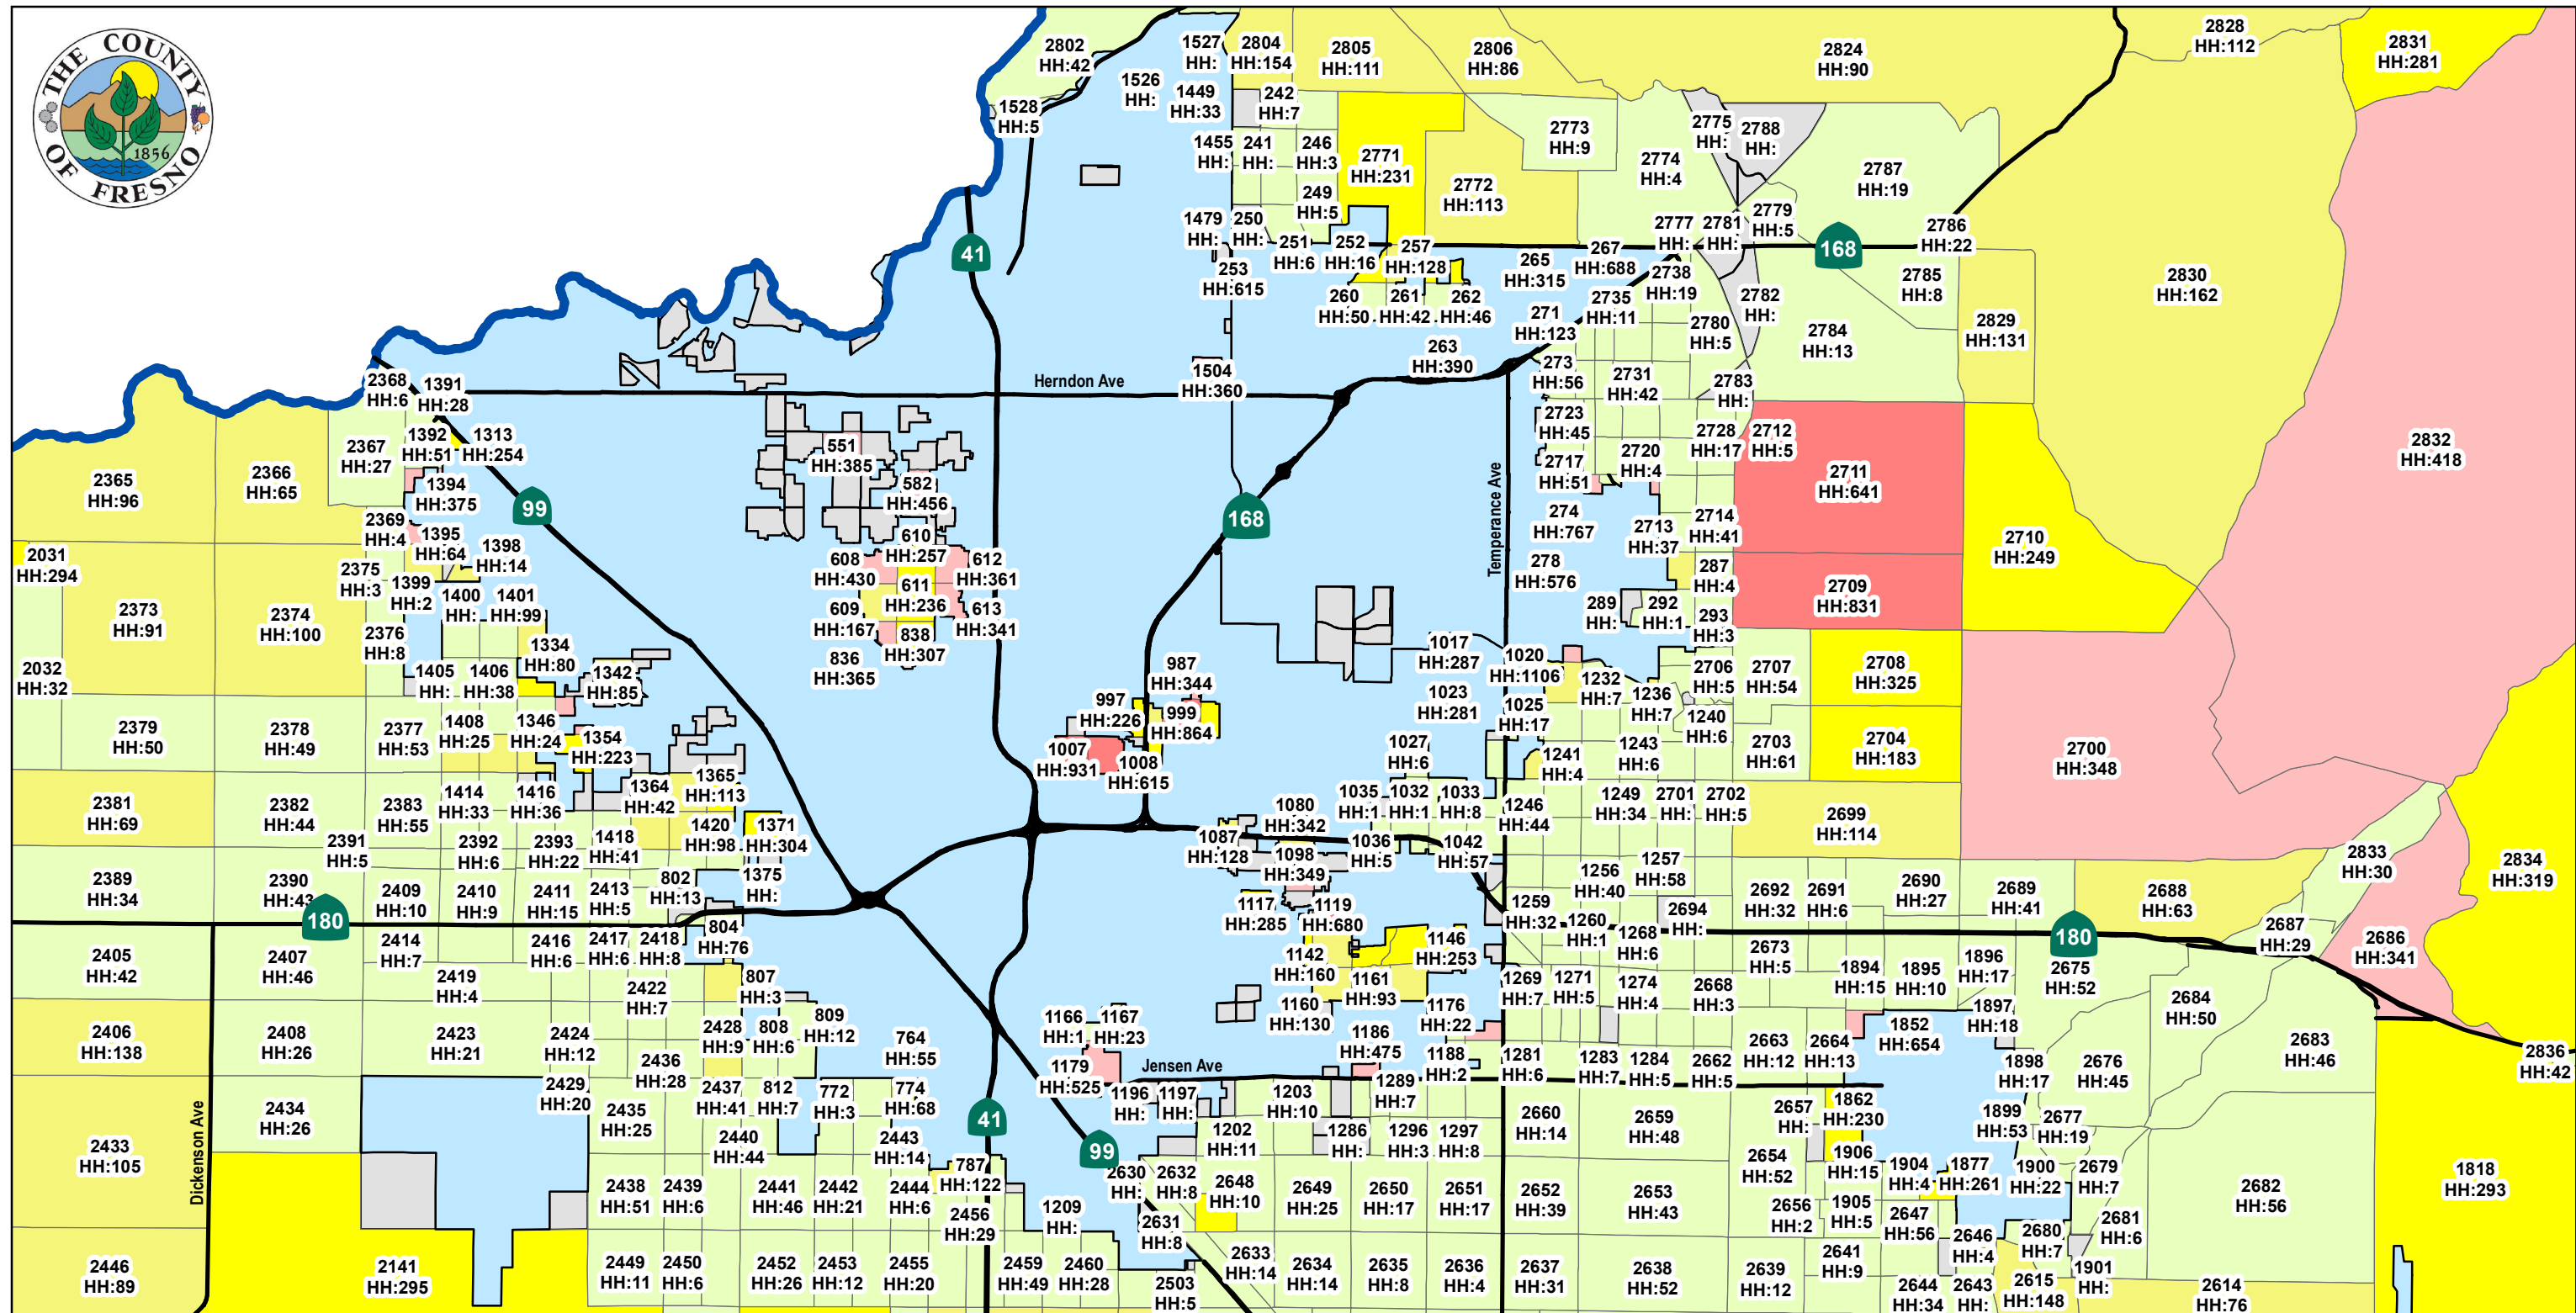 THE COUNTY
OF FRESNO
1856
2802
HH:42
1527
HH:
2804
HH:154
2805
HH:111
2806
HH:86
2824
HH:90
2828
HH:112
2831
HH:281
1528
HH:5
1526
HH:
1449
HH:33
242
HH:7
2773
HH:9
2775
HH:
2788
HH:
1455
HH:
241
HH:
246
HH:3
2771
HH:231
2774
HH:4
2787
HH:19
249
HH:5
2772
HH:113
1479
HH:
250
HH:
251
HH:6
252
HH:16
257
HH:128
265
HH:315
267
HH:688
2777
HH:
2781
HH:
2779
HH:5
168
2786
HH:22
41
253
HH:615
260
HH:50
261
HH:42
262
HH:46
2738
HH:19
2735
HH:11
2782
HH:
2785
HH:8
2830
HH:162
271
HH:123
2780
HH:5
2784
HH:13
2829
HH:131
263
HH:390
273
HH:56
2731
HH:42
2783
HH:
2368
HH:6
1391
HH:28
Herndon Ave
1504
HH:360
2723
HH:45
2728
HH:17
2712
HH:5
2832
HH:418
2367
HH:27
1392
HH:51
1313
HH:254
551
HH:385
2717
HH:51
2720
HH:4
2711
HH:641
2365
HH:96
2366
HH:65
1394
HH:375
99
582
HH:456
168
Temperance Ave
274
HH:767
2713
HH:37
2714
HH:41
2710
HH:249
2369
HH:4
1395
HH:64
1398
HH:14
610
HH:257
2031
HH:294
2375
HH:3
1399
HH:2
608
HH:430
612
HH:361
278
HH:576
287
HH:4
2709
HH:831
2373
HH:91
2374
HH:100
1400
HH:
1401
HH:99
611
HH:236
609
HH:167
613
HH:341
289
HH:
292
HH:1
293
HH:3
2376
HH:8
1334
HH:80
838
HH:307
836
HH:365
1017
HH:287
2032
HH:32
1405
HH:
1406
HH:38
1342
HH:85
987
HH:344
1020
HH:1106
1232
HH:7
2706
HH:5
2707
HH:54
2708
HH:325
2379
HH:50
2378
HH:49
2377
HH:53
1408
HH:25
1346
HH:24
1354
HH:223
997
HH:226
999
HH:864
1023
HH:281
1025
HH:17
1236
HH:7
1240
HH:6
2703
HH:61
2704
HH:183
2700
HH:348
1007
HH:931
1008
HH:615
1027
HH:6
1241
HH:4
1243
HH:6
2381
HH:69
2382
HH:44
2383
HH:55
1414
HH:33
1416
HH:36
1364
HH:42
1365
HH:113
1035
HH:1
1032
HH:1
1033
HH:8
1246
HH:44
1249
HH:34
2701
HH:
2702
HH:5
2699
HH:114
2391
HH:5
2392
HH:6
2393
HH:22
1418
HH:41
1420
HH:98
1371
HH:304
1080
HH:342
1087
HH:128
1036
HH:5
1042
HH:57
2389
HH:34
2390
HH:43
2409
HH:10
2410
HH:9
2411
HH:15
2413
HH:5
802
HH:13
1375
HH:
1098
HH:349
1256
HH:40
1257
HH:58
2692
HH:32
2691
HH:6
2690
HH:27
2689
HH:41
2688
HH:63
2833
HH:30
2834
HH:319
180
1117
HH:285
1119
HH:680
1259
HH:32
1260
HH:1
2694
HH:
180
2687
HH:29
2405
HH:42
2407
HH:46
2414
HH:7
2416
HH:6
2417
HH:6
2418
HH:8
804
HH:76
1142
HH:160
1146
HH:253
1268
HH:6
2673
HH:5
2686
HH:341
2419
HH:4
2422
HH:7
807
HH:3
1161
HH:93
1269
HH:7
1271
HH:5
1274
HH:4
2668
HH:3
1894
HH:15
1895
HH:10
1896
HH:17
2675
HH:52
2406
HH:138
2408
HH:26
2423
HH:21
2424
HH:12
2428
HH:9
808
HH:6
809
HH:12
764
HH:55
1166
HH:1
1167
HH:23
1160
HH:130
1176
HH:22
1186
HH:475
1852
HH:654
1897
HH:18
2684
HH:50
2683
HH:46
2436
HH:28
1179
HH:525
Jensen Ave
1188
HH:2
1281
HH:6
1283
HH:7
1284
HH:5
2662
HH:5
2663
HH:12
2664
HH:13
1898
HH:17
2676
HH:45
2836
HH:42
2433
HH:105
Dickenson Ave
2434
HH:26
2429
HH:20
2435
HH:25
2437
HH:41
812
HH:7
772
HH:3
774
HH:68
41
99
1196
HH:
1197
HH:
1203
HH:10
1289
HH:7
2660
HH:14
2659
HH:48
2657
HH:
1862
HH:230
1899
HH:53
2677
HH:19
2440
HH:44
2443
HH:14
1202
HH:11
1286
HH:
1296
HH:3
1297
HH:8
2654
HH:52
1906
HH:15
2438
HH:51
2439
HH:6
2441
HH:46
2442
HH:21
2444
HH:6
787
HH:122
2630
HH:
2632
HH:8
2648
HH:10
2649
HH:25
2650
HH:17
2651
HH:17
2652
HH:39
2653
HH:43
1904
HH:4
1877
HH:261
1900
HH:22
2679
HH:7
2682
HH:56
1818
HH:293
2456
HH:29
1209
HH:
2631
HH:8
2656
HH:2
1905
HH:5
2647
HH:56
2646
HH:4
2680
HH:7
2681
HH:6
2446
HH:89
2141
HH:295
2449
HH:11
2450
HH:6
2452
HH:26
2453
HH:12
2455
HH:20
2459
HH:49
2460
HH:28
2503
HH:5
2633
HH:14
2634
HH:14
2635
HH:8
2636
HH:4
2637
HH:31
2638
HH:52
2639
HH:12
2641
HH:9
2644
HH:34
2643
HH:
2615
HH:148
1901
HH:
2614
HH:76